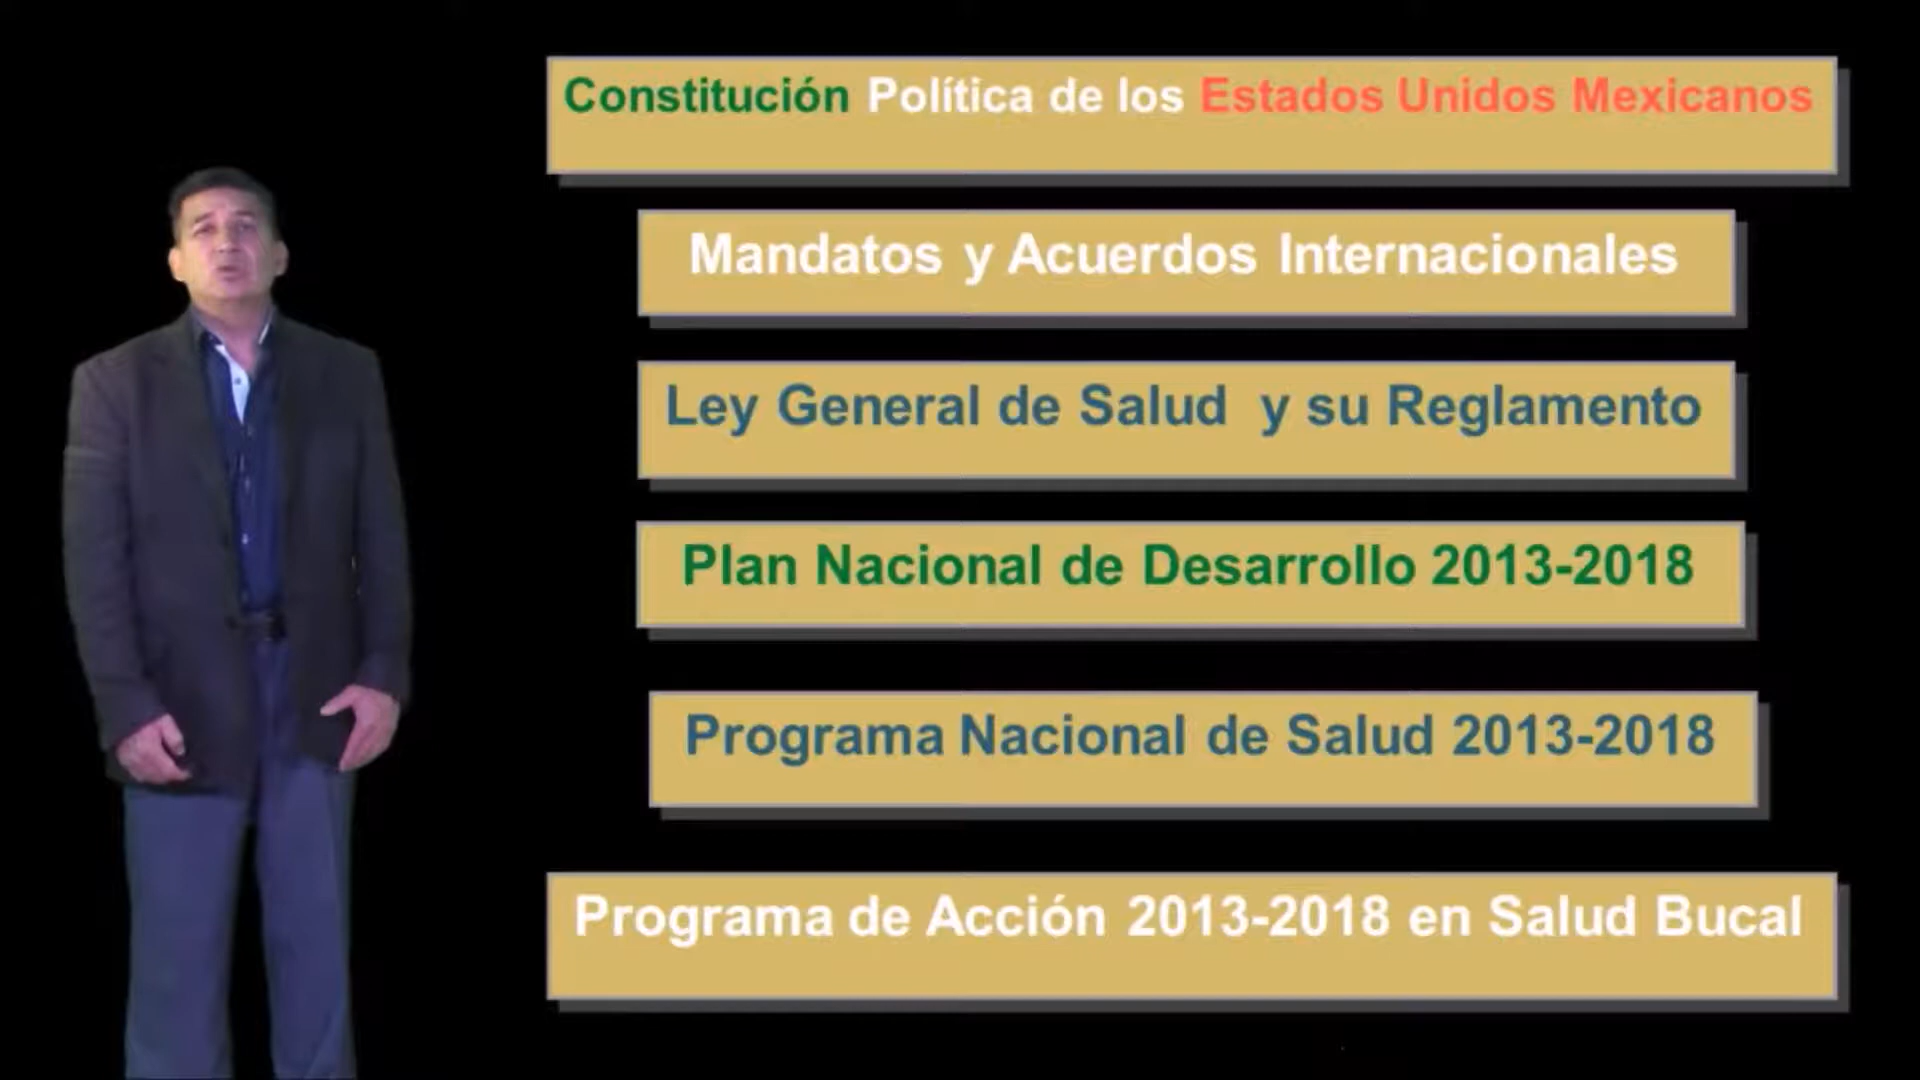 Constitución Política de los Estados Unidos Mexicanos
Mandatos y Acuerdos Internacionales
Ley General de Salud y su Reglamento
Plan Nacional de Desarrollo 2013-2018
Programa Nacional de Salud 2013-2018
Programa de Acción 2013-2018 en Salud Bucal